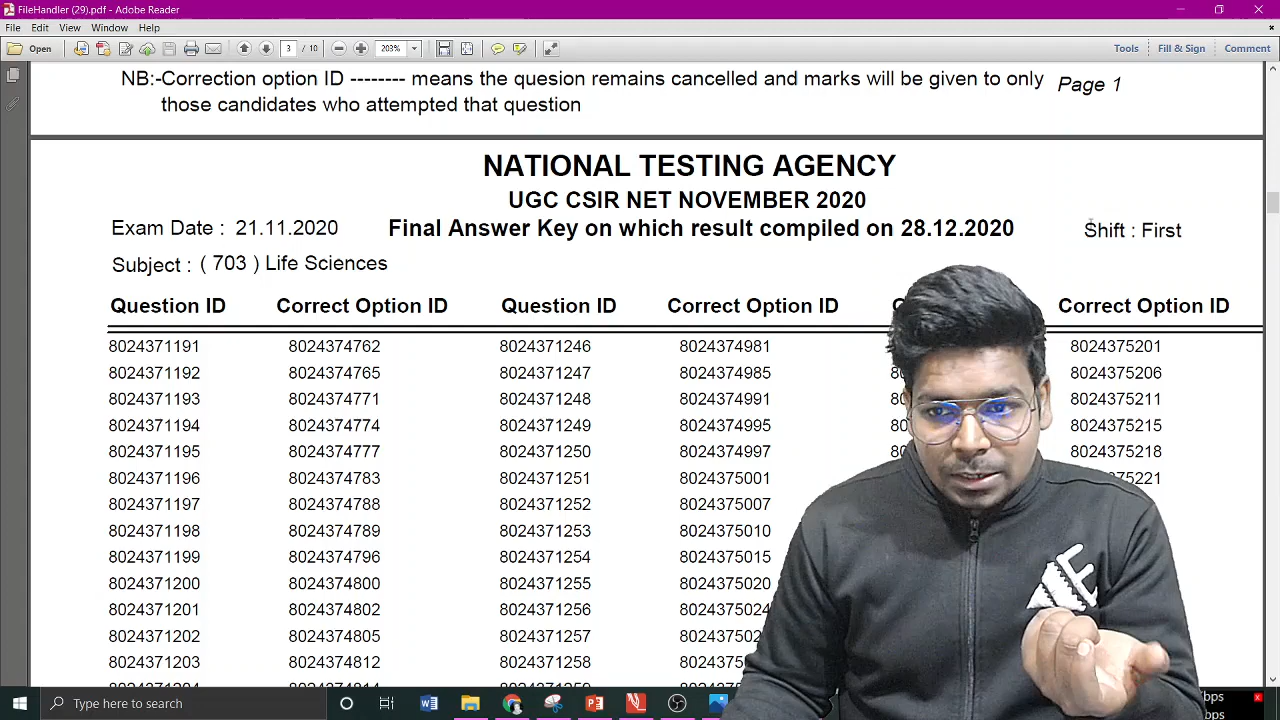 FileHandler (29).pdf - Adobe Reader
File Edit View Window Help
Open 3 / 10 203% Tools Fill & Sign Comment
NB:-Correction option ID -------- means the quesion remains cancelled and marks will be given to only
those candidates who attempted that question
Page 1
NATIONAL TESTING AGENCY
UGC CSIR NET NOVEMBER 2020
Exam Date : 21.11.2020 Final Answer Key on which result compiled on 28.12.2020 Shift : First
Subject : ( 703 ) Life Sciences
Question ID Correct Option ID Question ID Correct Option ID Correct Option ID
8024371191 8024374762 8024371246 8024374981 8024375201
8024371192 8024374765 8024371247 8024374985 8024375206
8024371193 8024374771 8024371248 8024374991 8024375211
8024371194 8024374774 8024371249 8024374995 8024375215
8024371195 8024374777 8024371250 8024374997 8024375218
8024371196 8024374783 8024371251 8024375001 8024375221
8024371197 8024374788 8024371252 8024375007
8024371198 8024374789 8024371253 8024375010
8024371199 8024374796 8024371254 8024375015
8024371200 8024374800 8024371255 8024375020
8024371201 8024374802 8024371256 8024375024
8024371202 8024374805 8024371257
8024371203 8024374812 8024371258
Type here to search